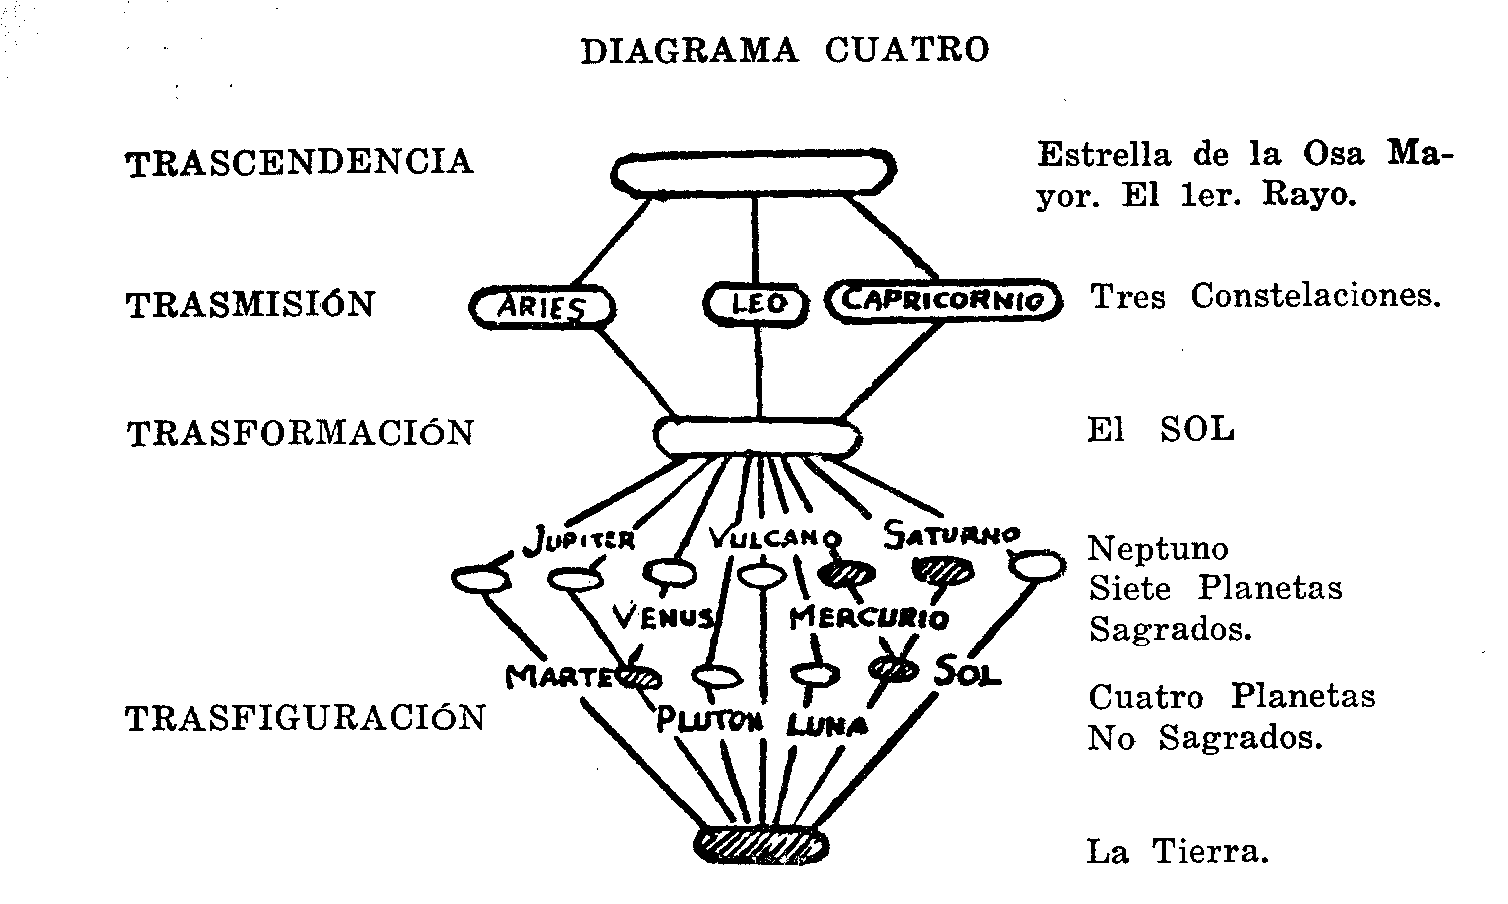 DIAGRAMA CUATRO
TRASCENDENCIA
Estrella de la Osa Ma-
yor. El 1er. Rayo.
TRASMISIÓN
ARIES
LEO
CAPRICORNIO
Tres Constelaciones.
TRASFORMACIÓN
El SOL
JUPITER
VULCANO
SATURNO
Neptuno
Siete Planetas
Sagrados.
VENUS
MERCURIO
MARTE
SOL
TRASFIGURACIÓN
PLUTON
LUNA
Cuatro Planetas
No Sagrados.
La Tierra.